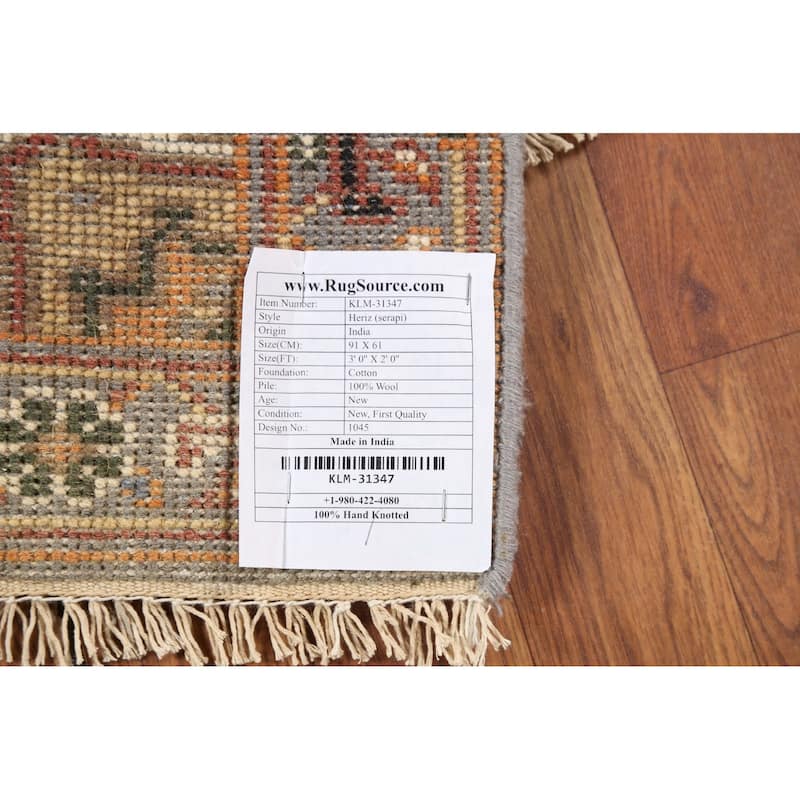 www.RugSource.com
Item Number: KLM-31347
Style Heriz (serapi)
Origin India
Size(CM): 91 X 61
Size(FT): 3' 0" X 2' 0"
Foundation: Cotton
Pile: 100% Wool
Age: New
Condition: New, First Quality
Design No.: 1045
Made in India
KLM-31347
+1-980-422-4080
100% Hand Knotted